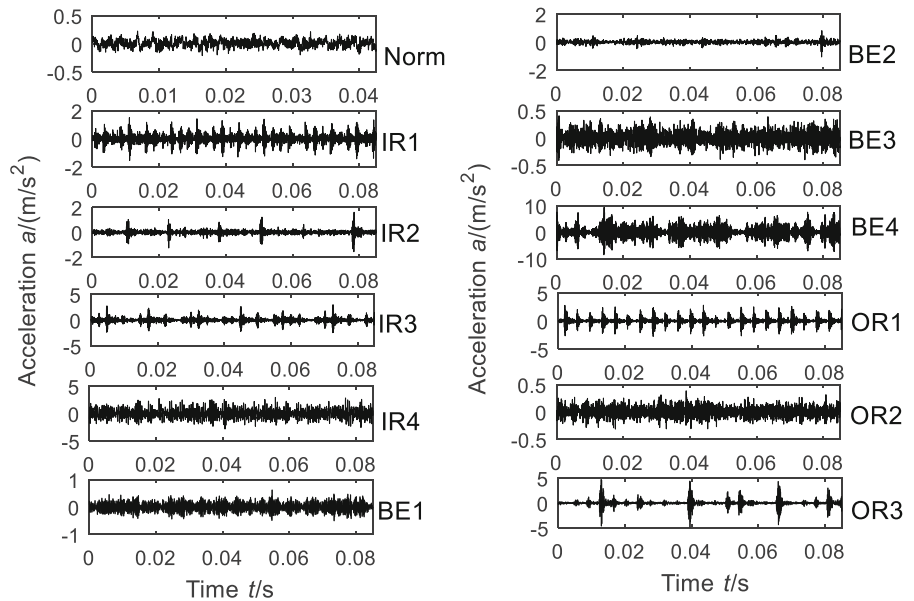 0.5
0
-0.5
Norm
0 0.01 0.02 0.03 0.04
2
0
-2
IR1
0 0.02 0.04 0.06 0.08
2
0
-2
IR2
0 0.02 0.04 0.06 0.08
5
0
-5
IR3
0 0.02 0.04 0.06 0.08
5
0
-5
IR4
0 0.02 0.04 0.06 0.08
1
0
-1
BE1
0 0.02 0.04 0.06 0.08
Acceleration a/(m/s²)
Time t/s
2
0
-2
BE2
0 0.02 0.04 0.06 0.08
0.5
0
-0.5
BE3
0 0.02 0.04 0.06 0.08
10
0
-10
BE4
0 0.02 0.04 0.06 0.08
5
0
-5
OR1
0 0.02 0.04 0.06 0.08
0.5
0
-0.5
OR2
0 0.02 0.04 0.06 0.08
5
0
-5
OR3
0 0.02 0.04 0.06 0.08
Acceleration a/(m/s²)
Time t/s